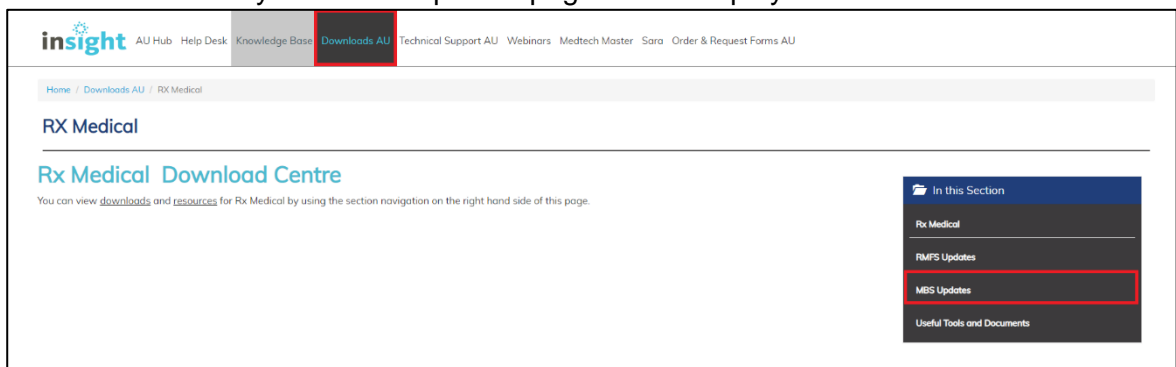 insight AU Hub Help Desk Knowledge Base Downloads AU Technical Support AU Webinars Medtech Master Sara Order & Request Forms AU
Home / Downloads AU / RX Medical
RX Medical
Rx Medical Download Centre
You can view downloads and resources for Rx Medical by using the section navigation on the right hand side of this page.
In this Section
Rx Medical
RMFS Updates
MBS Updates
Useful Tools and Documents